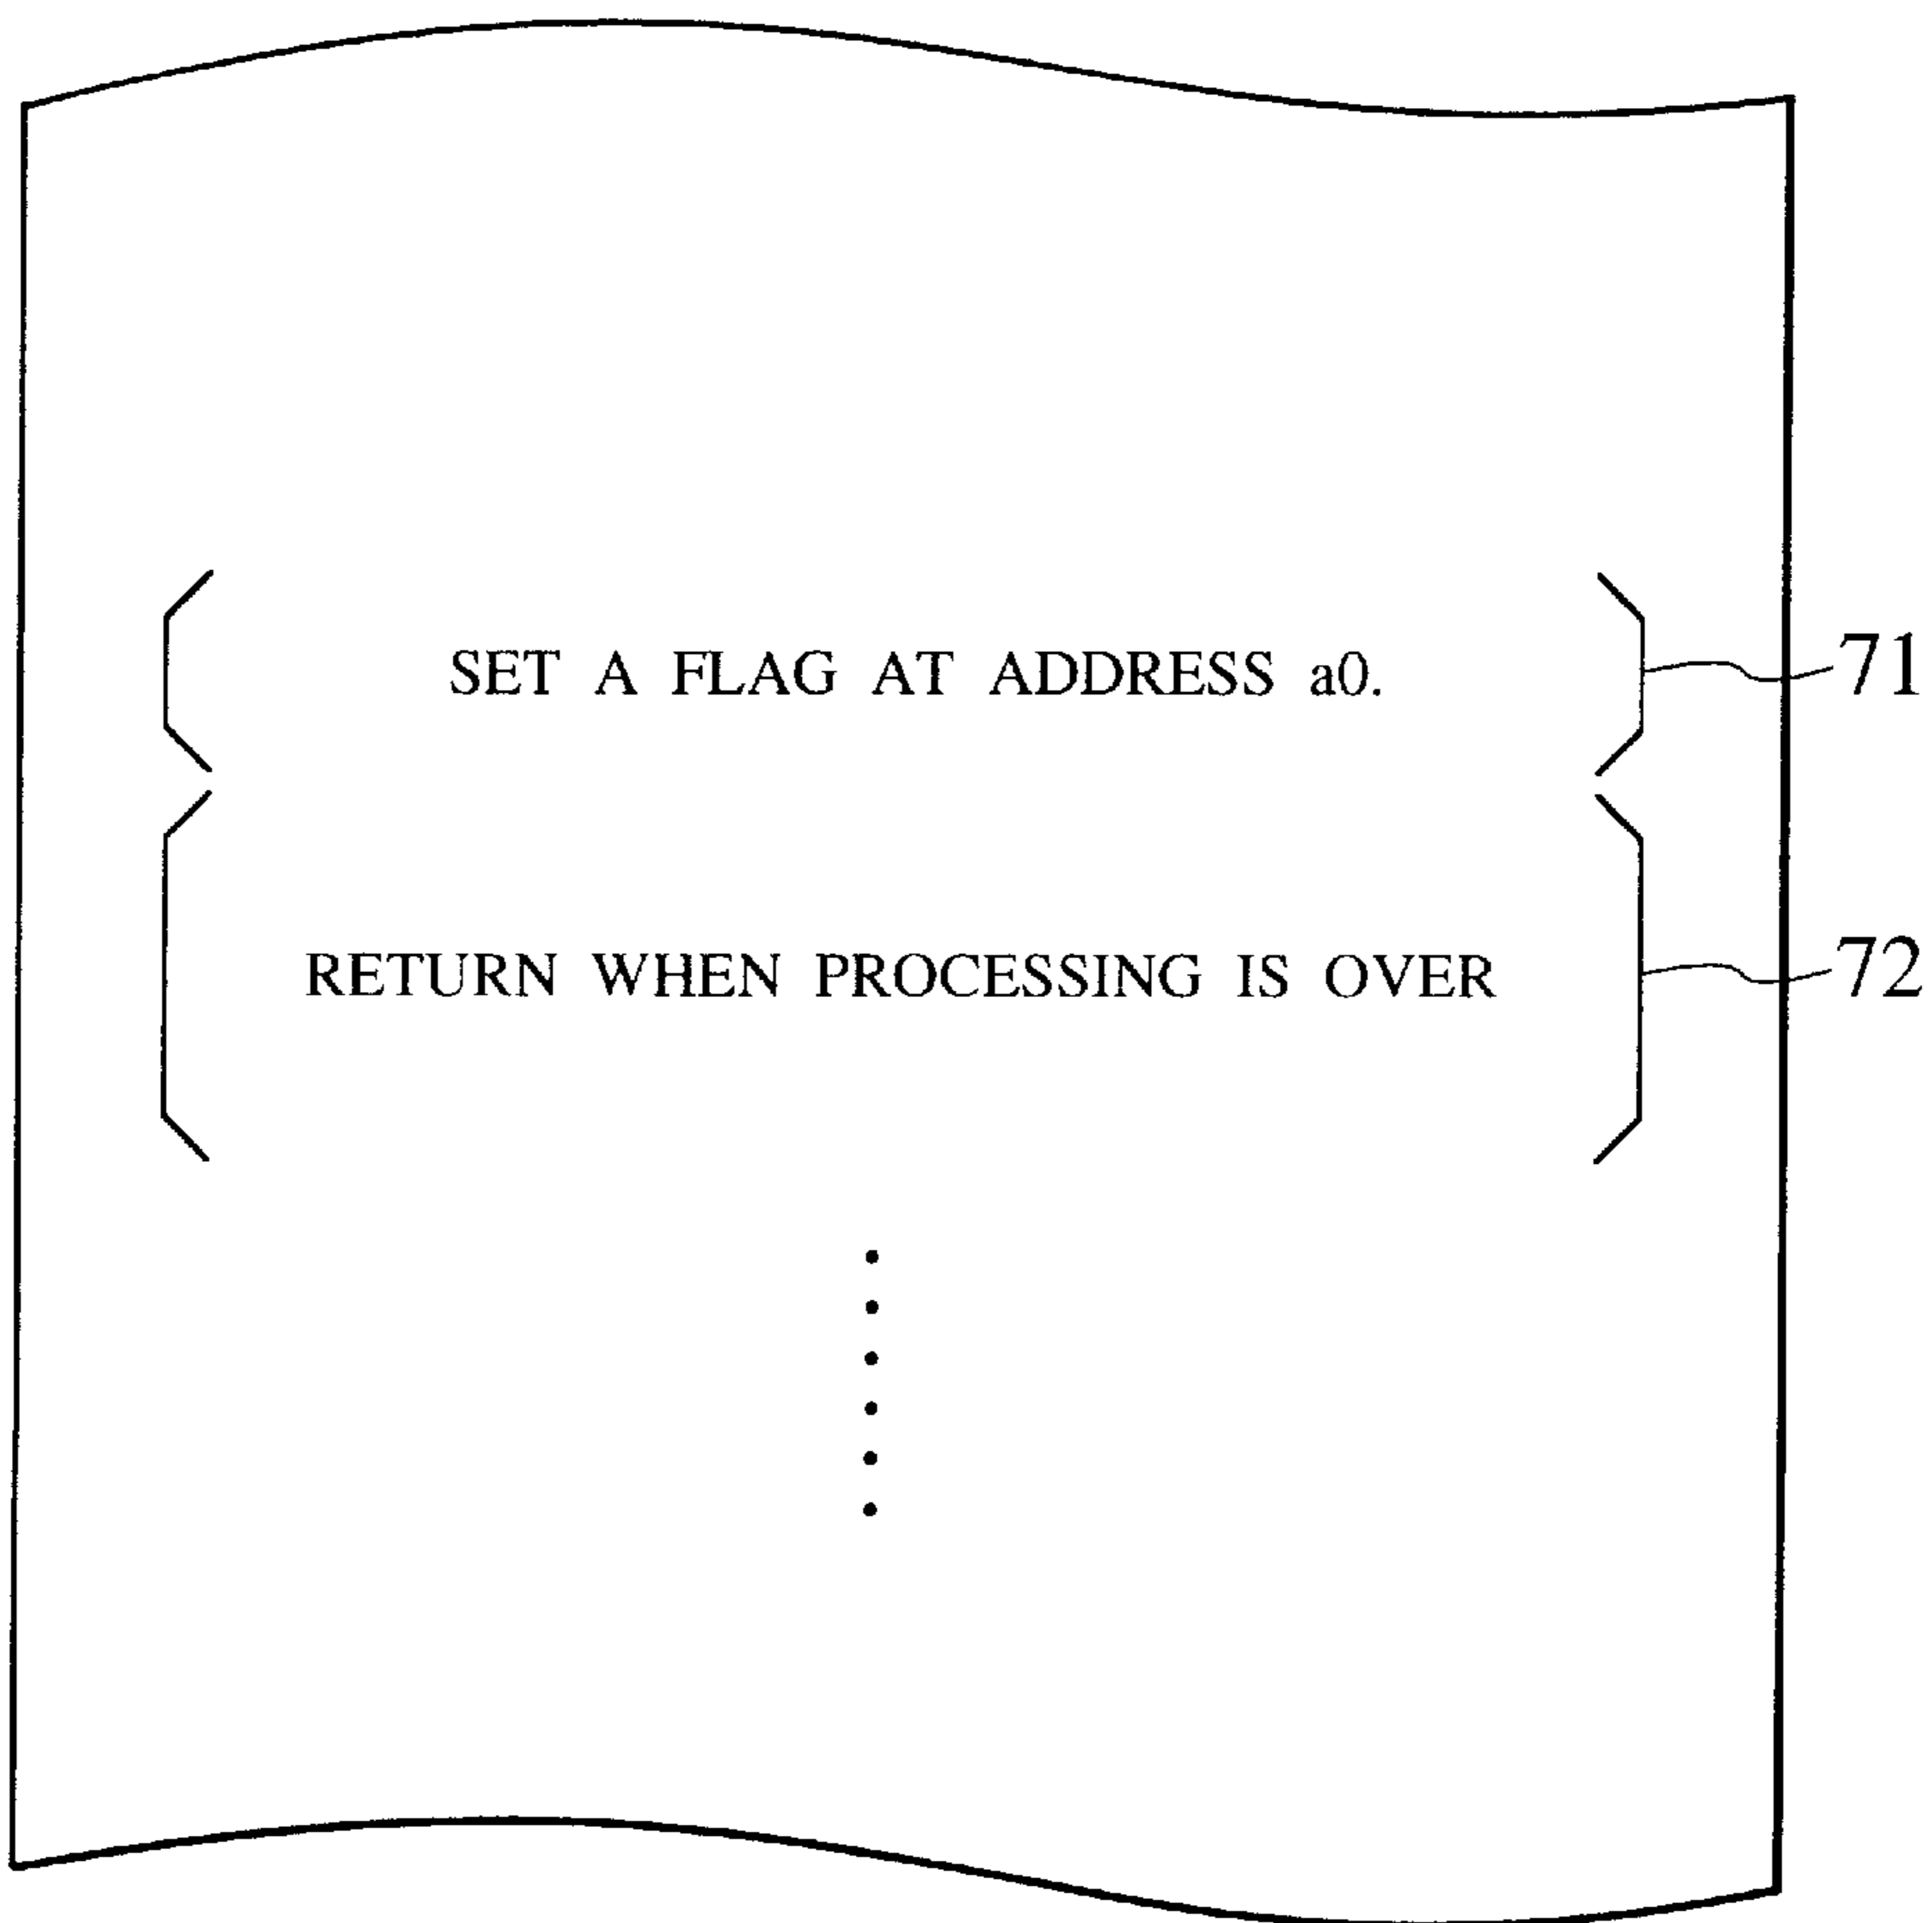 SET A FLAG AT ADDRESS a0. 71
RETURN WHEN PROCESSING IS OVER 72